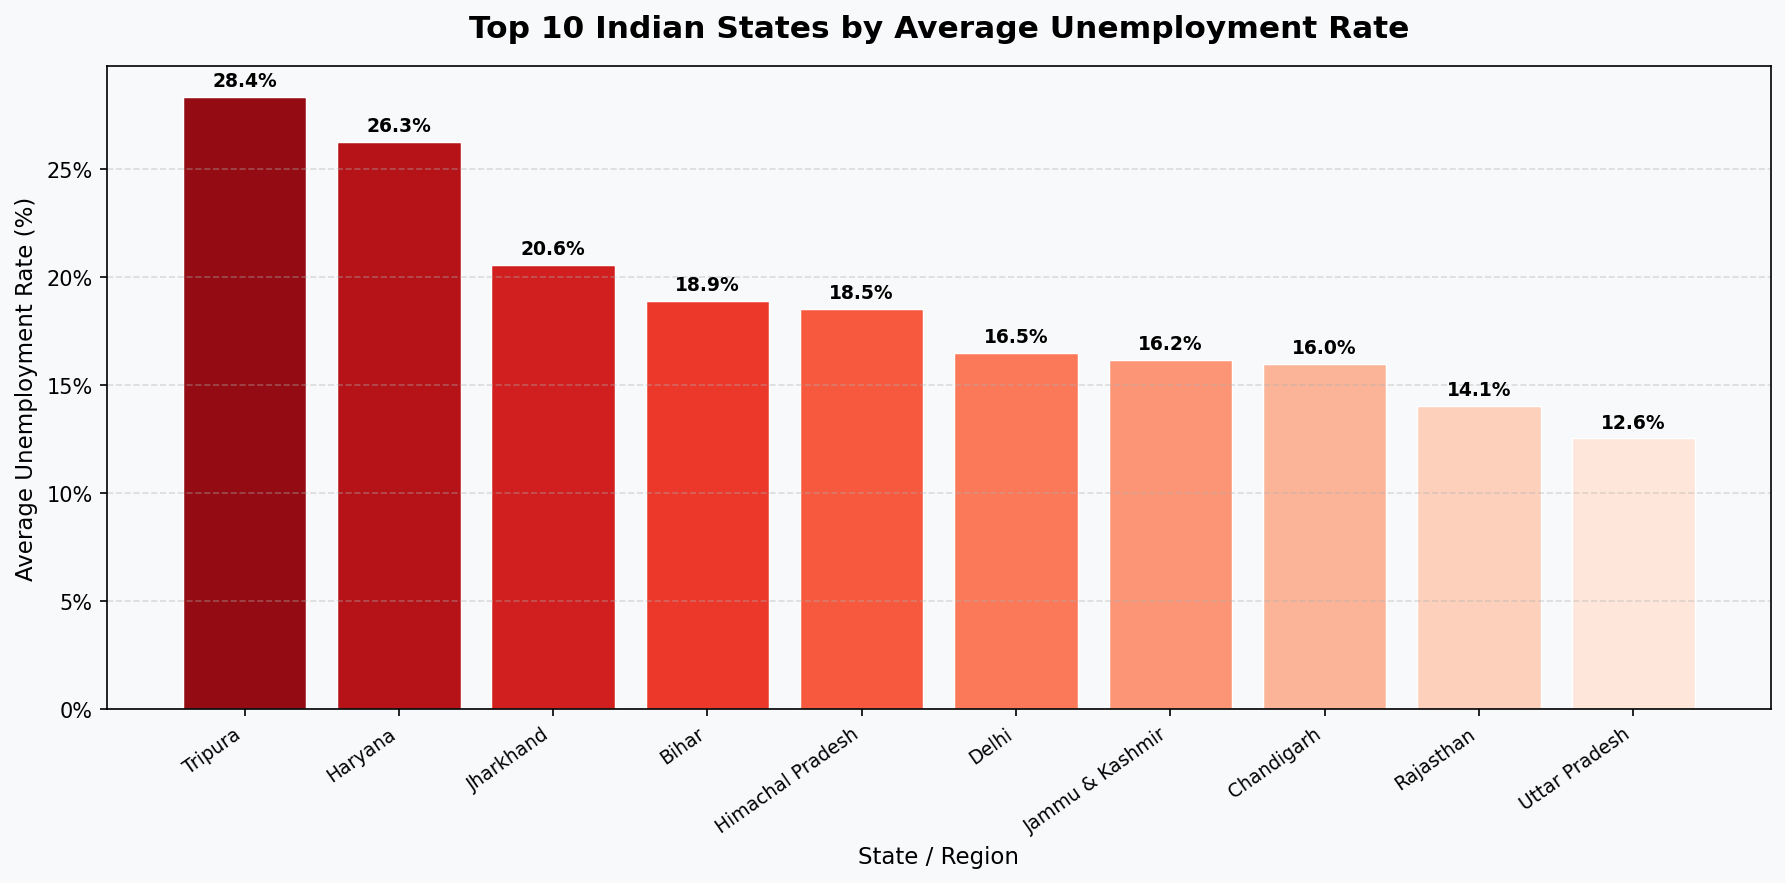 Top 10 Indian States by Average Unemployment Rate
Average Unemployment Rate (%)
25%
20%
15%
10%
5%
0%
28.4%
26.3%
20.6%
18.9%
18.5%
16.5%
16.2%
16.0%
14.1%
12.6%
Tripura
Haryana
Jharkhand
Bihar
Himachal Pradesh
Delhi
Jammu & Kashmir
Chandigarh
Rajasthan
Uttar Pradesh
State / Region